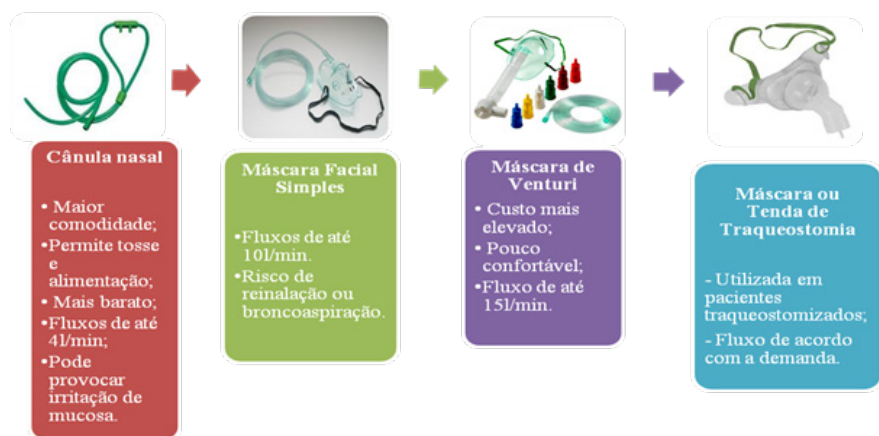 Cânula nasal
• Maior
comodidade;
•Permite tosse
e
alimentação;
• Mais barato;
•Fluxos de até
4l/min;
•Pode
provocar
irritação de
mucosa.
Máscara Facial
Simples
•Fluxos de até
10l/min.
•Risco de
reinalação ou
broncoaspiração.
Máscara de
Venturi
• Custo mais
elevado;
• Pouco
confortável;
•Fluxo de até
15l/min.
Máscara ou
Tenda de
Traqueostomia
- Utilizada em
pacientes
traqueostomizados;
- Fluxo de acordo
com a demanda.